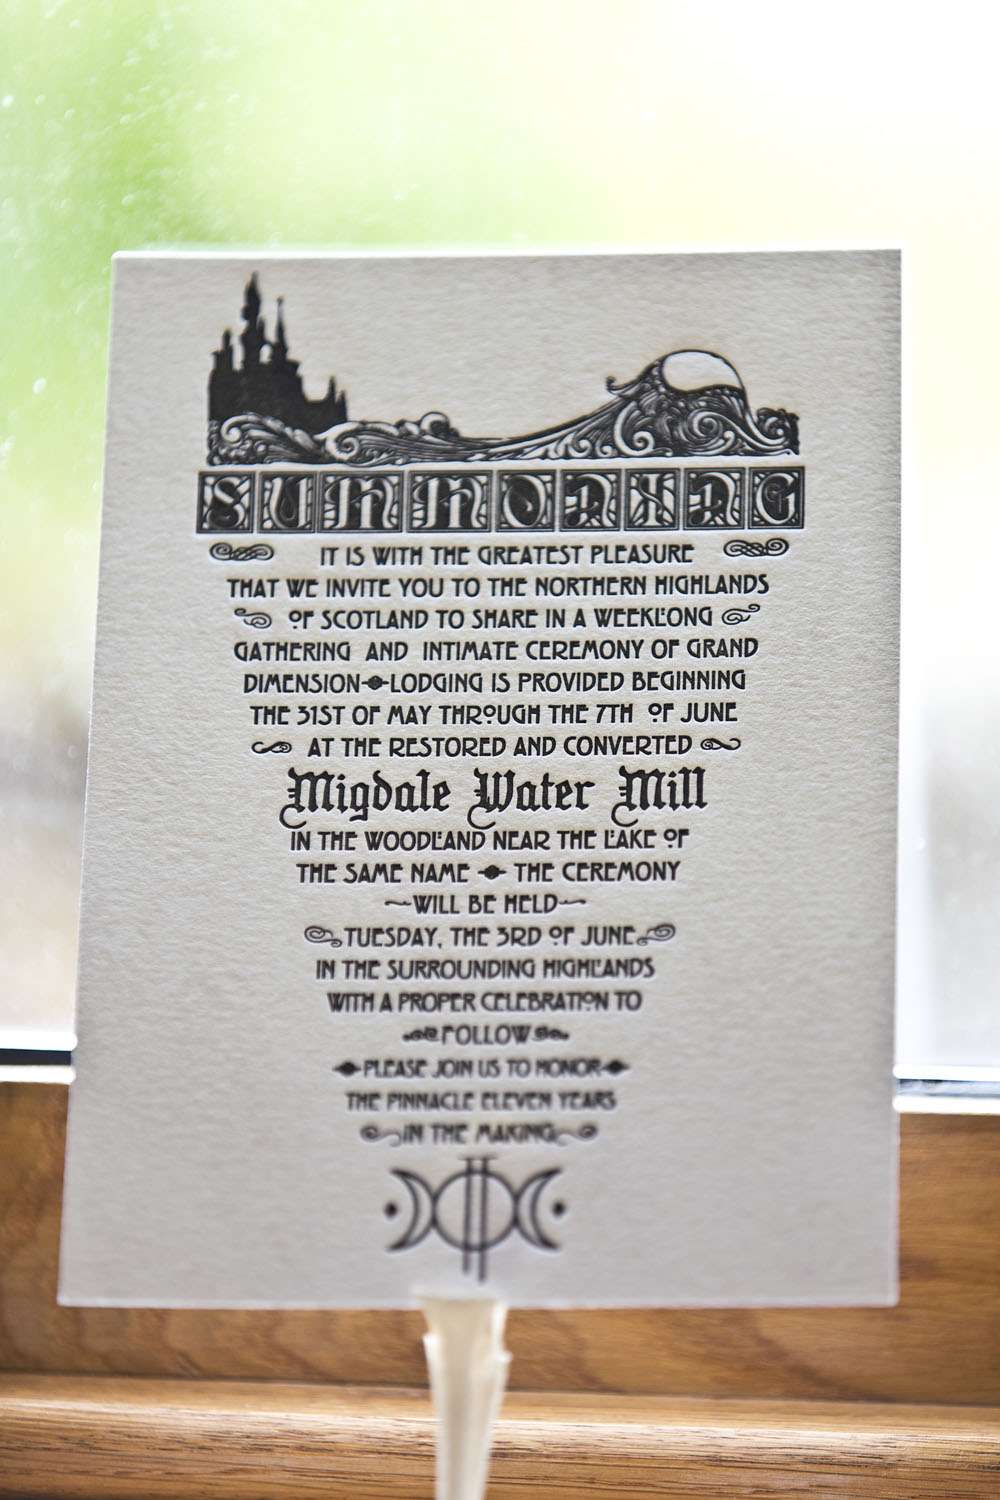 SUMMONING
IT IS WITH THE GREATEST PLEASURE
THAT WE INVITE YOU TO THE NORTHERN HIGHLANDS
OF SCOTLAND TO SHARE IN A WEEKLONG
GATHERING AND INTIMATE CEREMONY OF GRAND
DIMENSION LODGING IS PROVIDED BEGINNING
THE 31ST OF MAY THROUGH THE 7TH OF JUNE
AT THE RESTORED AND CONVERTED
Migdale Water Mill
IN THE WOODLAND NEAR THE LAKE OF
THE SAME NAME THE CEREMONY
WILL BE HELD
TUESDAY, THE 3RD OF JUNE
IN THE SURROUNDING HIGHLANDS
WITH A PROPER CELEBRATION TO
FOLLOW
PLEASE JOIN US TO HONOR
THE PINNACLE ELEVEN YEARS
IN THE MAKING